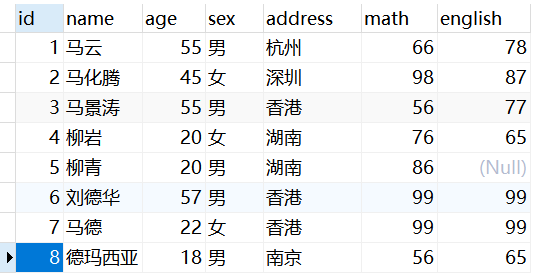 id name age sex address math english
1 马云 55 男 杭州 66 78
2 马化腾 45 女 深圳 98 87
3 马景涛 55 男 香港 56 77
4 柳岩 20 女 湖南 76 65
5 柳青 20 男 湖南 86 (Null)
6 刘德华 57 男 香港 99 99
7 马德 22 女 香港 99 99
8 德玛西亚 18 男 南京 56 65